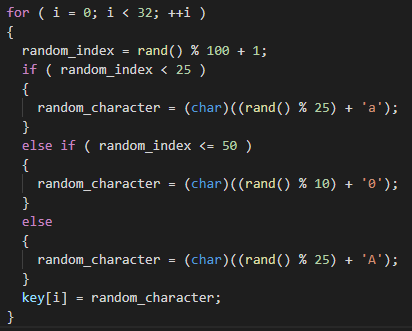 for ( i = 0; i < 32; ++i )
{
  random_index = rand() % 100 + 1;
  if ( random_index < 25 )
  {
    random_character = (char)((rand() % 25) + 'a');
  }
  else if ( random_index <= 50 )
  {
    random_character = (char)((rand() % 10) + '0');
  }
  else
  {
    random_character = (char)((rand() % 25) + 'A');
  }
  key[i] = random_character;
}